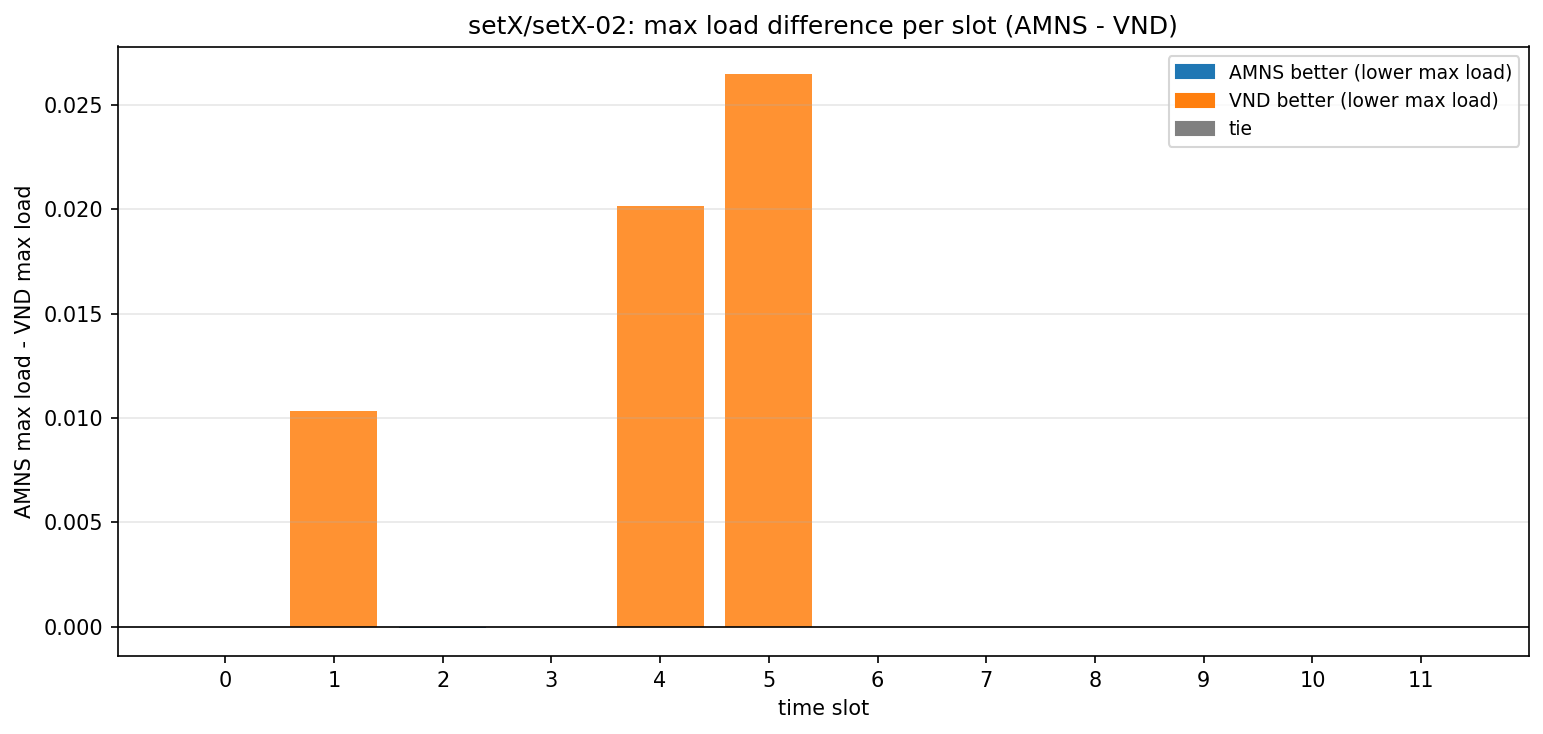 setX/setX-02: max load difference per slot (AMNS - VND)
AMNS better (lower max load)
VND better (lower max load)
tie
AMNS max load - VND max load
0.025
0.020
0.015
0.010
0.005
0.000
0 1 2 3 4 5 6 7 8 9 10 11
time slot